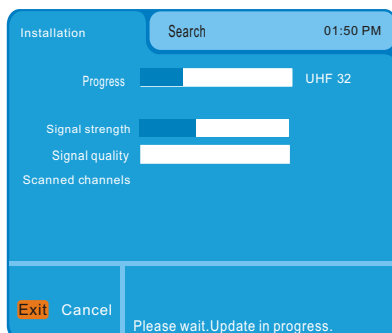 Installation Search 01:50 PM
Progress UHF 32
Signal strength
Signal quality
Scanned channels
Exit Cancel
Please wait.Update in progress.